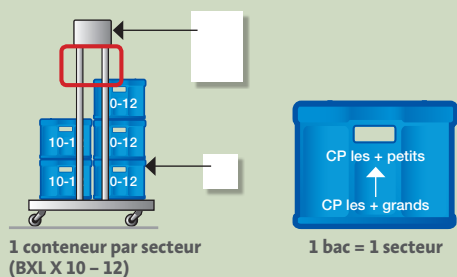 0-12
10-1 0-12
10-1 0-12
CP les + petits
CP les + grands
1 conteneur par secteur
(BXL X 10 – 12)
1 bac = 1 secteur